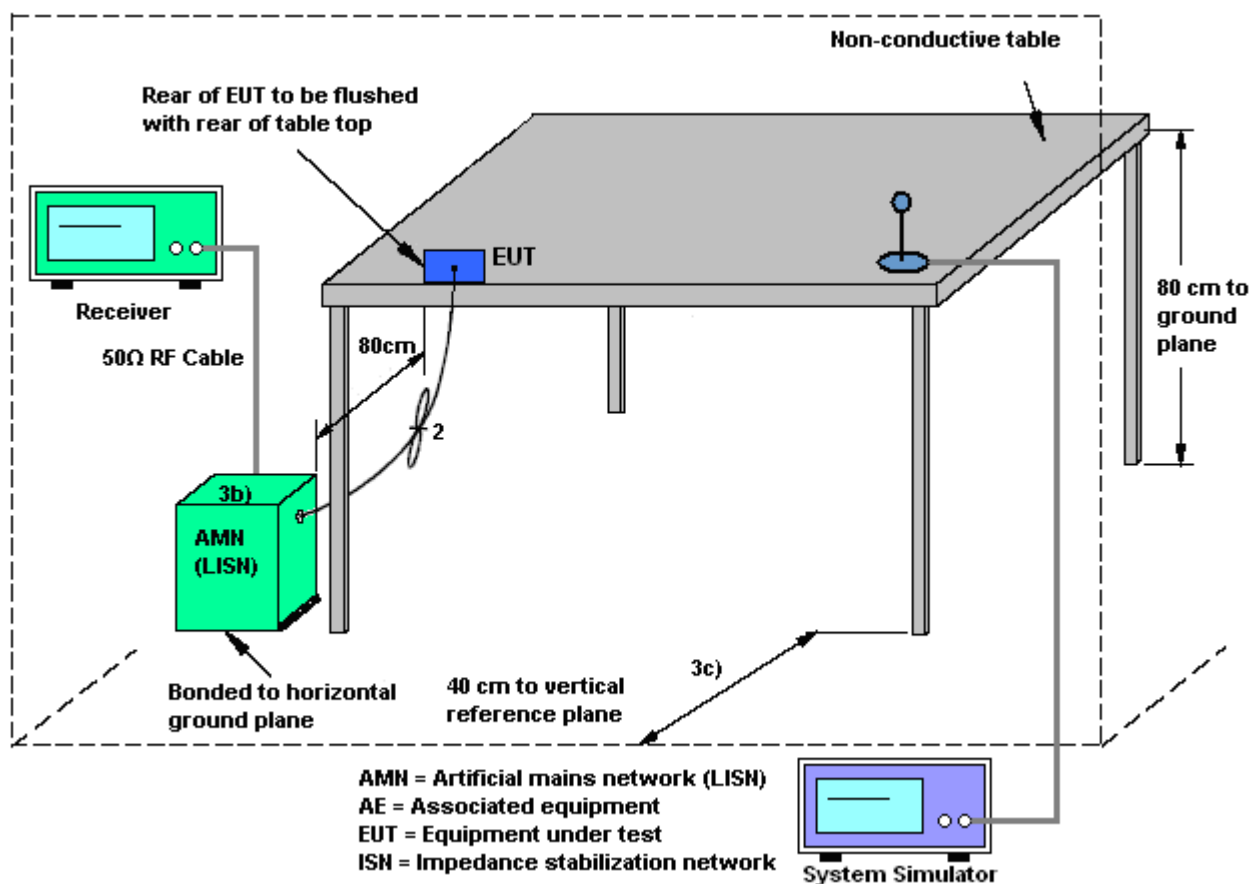 Non-conductive table
Rear of EUT to be flushed
with rear of table top
EUT
Receiver
80 cm to
ground
plane
50Ω RF Cable
80cm
2
3b)
AMN
(LISN)
3c)
Bonded to horizontal
ground plane
40 cm to vertical
reference plane
AMN = Artificial mains network (LISN)
AE = Associated equipment
EUT = Equipment under test
ISN = Impedance stabilization network
System Simulator